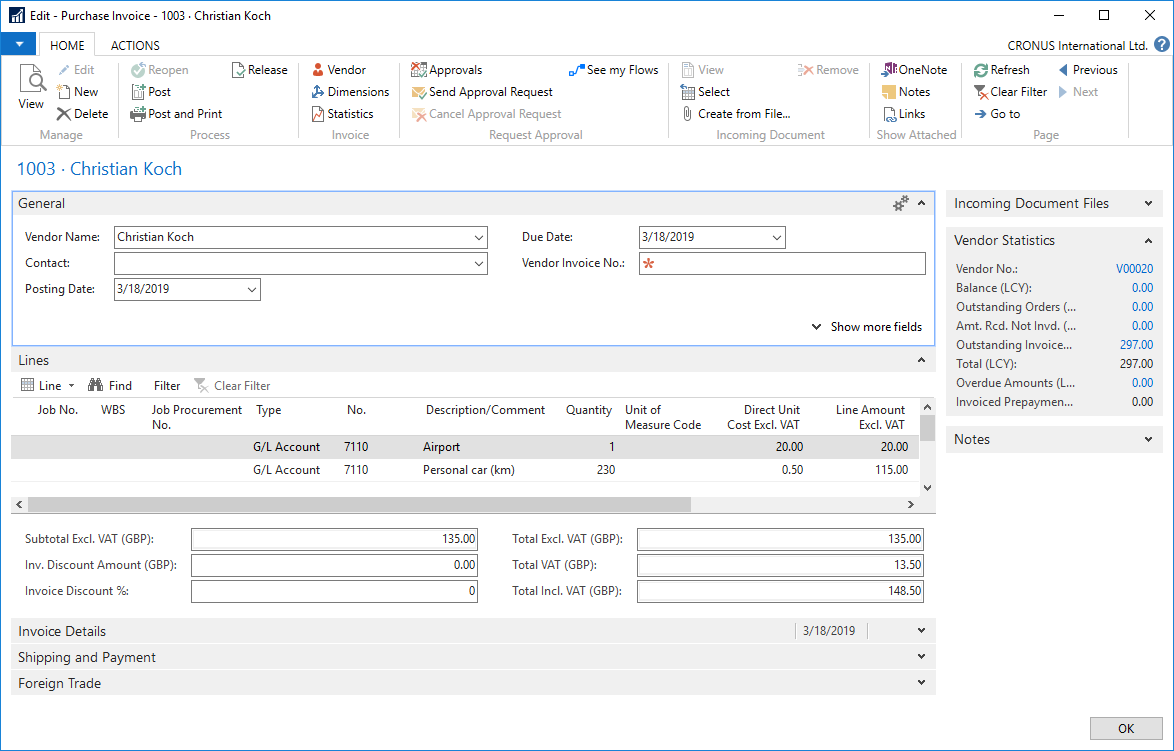 Edit - Purchase Invoice - 1003 · Christian Koch
HOME ACTIONS CRONUS International Ltd. ?
View
Edit
New
Delete
Manage
Reopen Release
Post
Post and Print
Process
Vendor
Dimensions
Statistics
Invoice
Approvals See my Flows
Send Approval Request
Cancel Approval Request
Request Approval
View Remove
Select
Create from File...
Incoming Document
OneNote
Notes
Links
Show Attached
Refresh Previous
Clear Filter Next
Go to
Page
1003 · Christian Koch
General
Vendor Name: Christian Koch Due Date: 3/18/2019
Contact: Vendor Invoice No.: *
Posting Date: 3/18/2019
Show more fields
Lines
Line Find Filter Clear Filter
Job No. WBS Job Procurement No. Type No. Description/Comment Quantity Unit of Measure Code Direct Unit Cost Excl. VAT Line Amount Excl. VAT
G/L Account 7110 Airport 1 20.00 20.00
G/L Account 7110 Personal car (km) 230 0.50 115.00
Subtotal Excl. VAT (GBP): 135.00 Total Excl. VAT (GBP): 135.00
Inv. Discount Amount (GBP): 0.00 Total VAT (GBP): 13.50
Invoice Discount %: 0 Total Incl. VAT (GBP): 148.50
Invoice Details 3/18/2019
Shipping and Payment
Foreign Trade
Incoming Document Files
Vendor Statistics
Vendor No.: V00020
Balance (LCY): 0.00
Outstanding Orders (... 0.00
Amt. Rcd. Not Invd. (... 0.00
Outstanding Invoice... 297.00
Total (LCY): 297.00
Overdue Amounts (L... 0.00
Invoiced Prepaymen... 0.00
Notes
OK